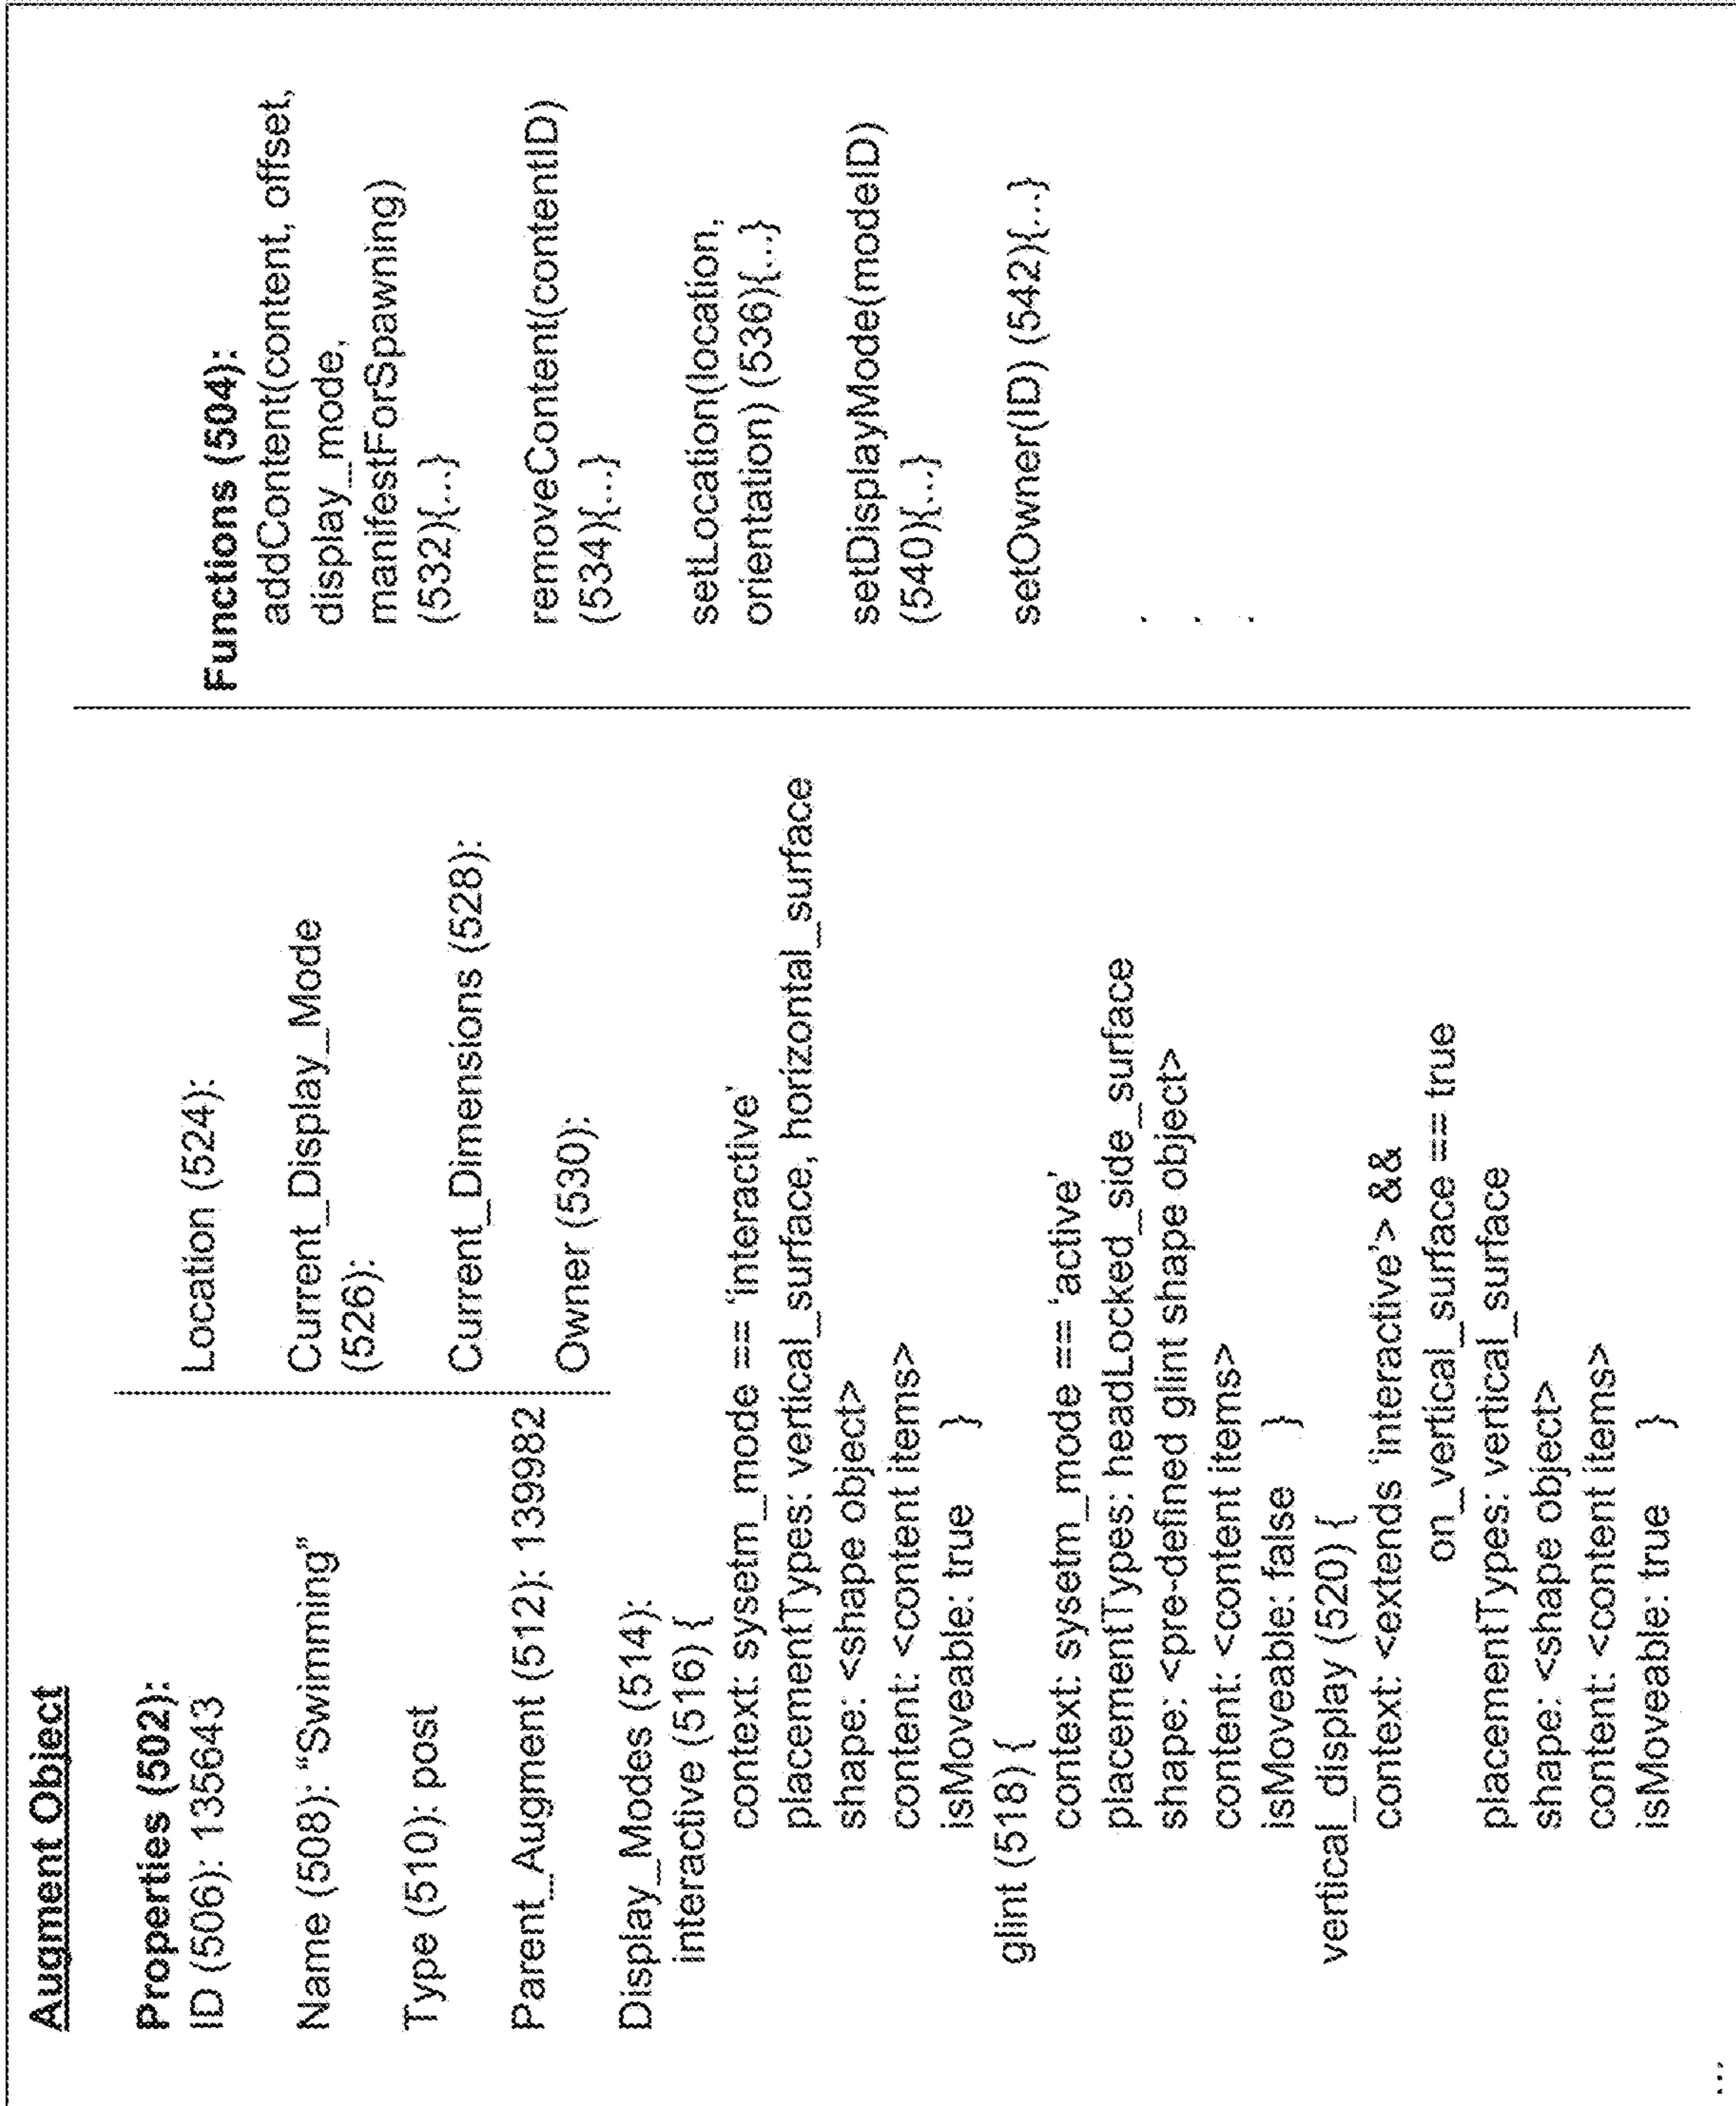 Augment Object
Properties (502):
ID (506): 135643
Name (508): “Swimming”
Type (510): post
Parent_Augment (512): 139982
Location (524):
Current_Display_Mode
(526):
Current_Dimensions (528):
Owner (530):
Display_Modes (514):
interactive (516) {
context: sysetm_mode == ‘interactive’
placementTypes: vertical_surface, horizontal_surface
shape: <shape object>
content: <content items>
isMoveable: true }
glint (518) {
context: sysetm_mode == ‘active’
placementTypes: headLocked_side_surface
shape: <pre-defined glint shape object>
content: <content items>
isMoveable: false }
vertical_display (520) {
context: <extends ‘interactive’> &&
on_vertical_surface == true
placementTypes: vertical_surface
shape: <shape object>
content: <content items>
isMoveable: true }
...
Functions (504):
addContent(content, offset,
display_mode,
manifestForSpawning)
(532){...}
removeContent(contentID)
(534){...}
setLocation(location,
orientation) (536){...}
setDisplayMode(modeID)
(540){...}
setOwner(ID) (542){...}
.
.
.